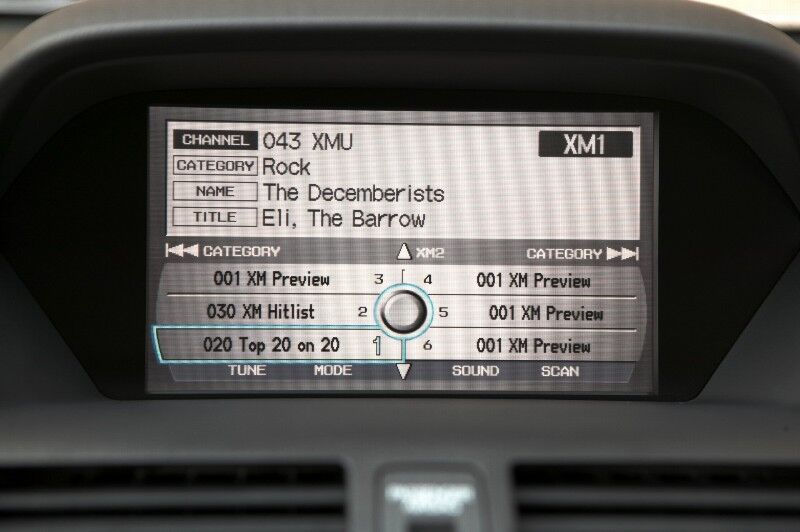 CHANNEL 043 XMU XM1
CATEGORY Rock
NAME The Decemberists
TITLE Eli, The Barrow
CATEGORY XM2 CATEGORY
001 XM Preview 3 4 001 XM Preview
030 XM Hitlist 2 5 001 XM Preview
020 Top 20 on 20 1 6 001 XM Preview
TUNE MODE SOUND SCAN